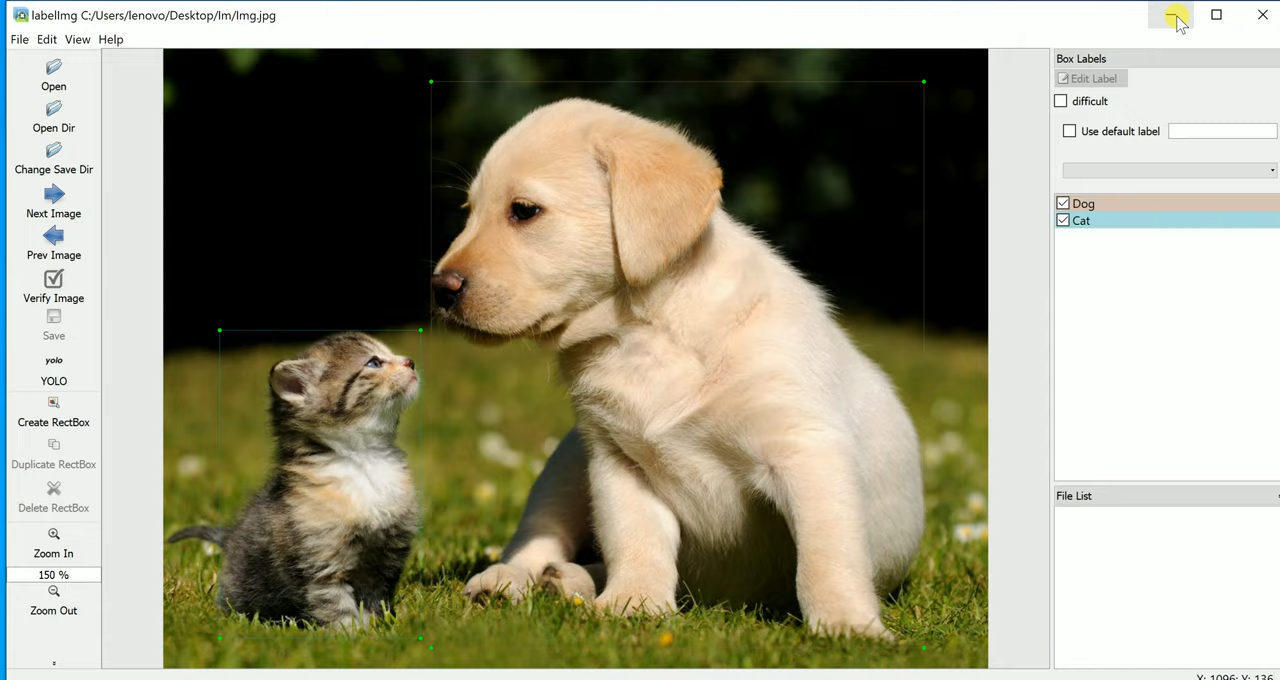 labelImg C:/Users/lenovo/Desktop/Im/Img.jpg
File Edit View Help
Open
Open Dir
Change Save Dir
Next Image
Prev Image
Verify Image
Save
yolo
YOLO
Create RectBox
Duplicate RectBox
Delete RectBox
Zoom In
150 %
Zoom Out
Box Labels
Edit Label
difficult
Use default label
Dog
Cat
File List
X: 1096; Y: 136